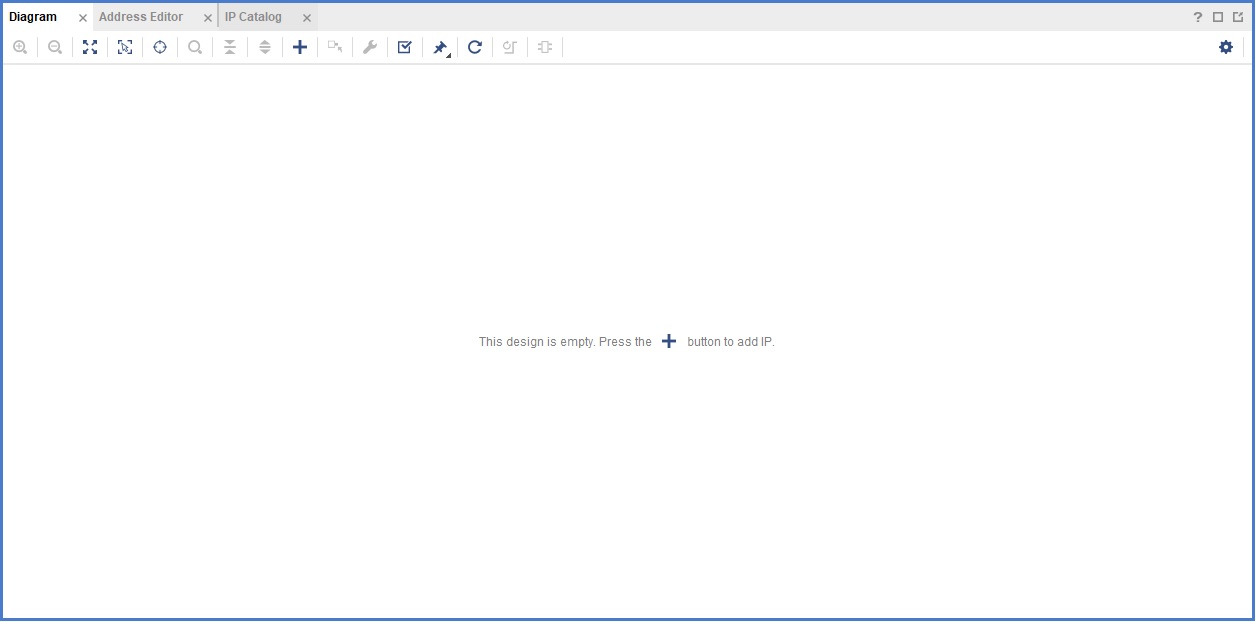 Diagram
Address Editor
IP Catalog
?
This design is empty. Press the + button to add IP.